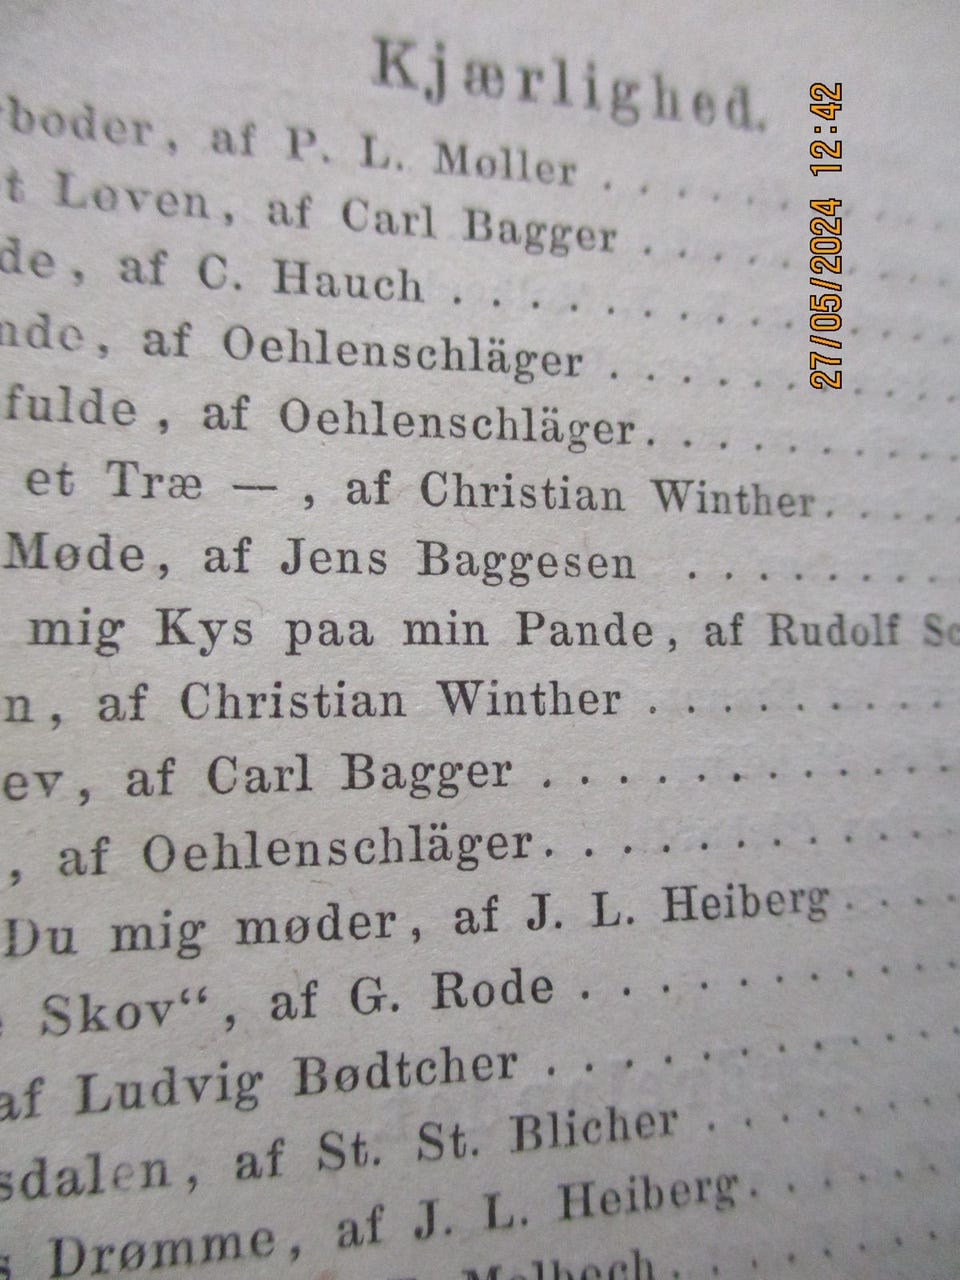 Kjærlighed.
boder, af P. L. Møller . . . . . . . .
t Løven, af Carl Bagger . . . . . . . .
de, af C. Hauch . . . . . . . . . . .
nde, af Oehlenschläger . . . . . . . .
fulde, af Oehlenschläger. . . . . . . .
et Træ — , af Christian Winther. . . .
Møde, af Jens Baggesen . . . . . . .
mig Kys paa min Pande, af Rudolf Sc
n, af Christian Winther . . . . . . . .
ev, af Carl Bagger . . . . . . . . . .
, af Oehlenschläger. . . . . . . . . . .
Du mig møder, af J. L. Heiberg . . .
Skov“, af G. Rode . . . . . . . . . .
af Ludvig Bødtcher . . . . . . . . . .
sdalen, af St. St. Blicher . . . . . . .
s Drømme, af J. L. Heiberg. . . . . .
Molbech. . . . . . . .
27/05/2024 12:42